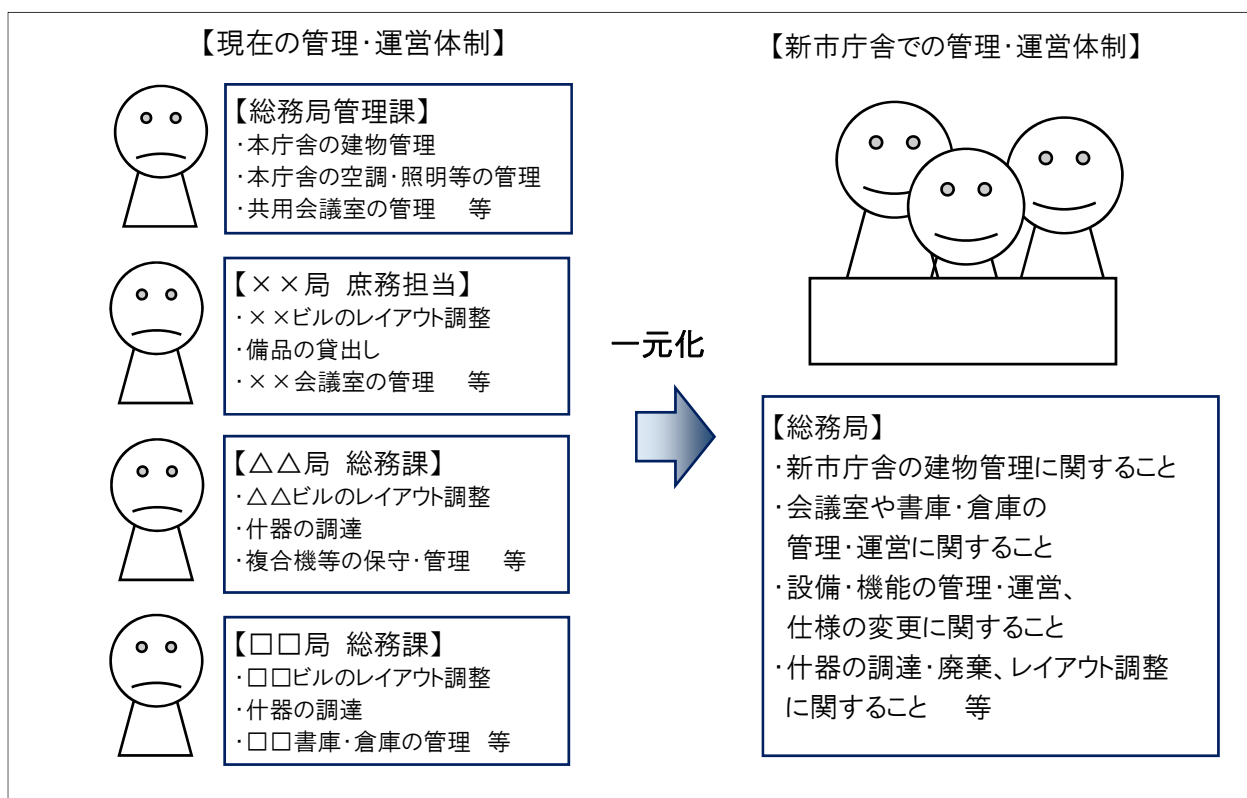 【現在の管理・運営体制】
【総務局管理課】
・本庁舎の建物管理
・本庁舎の空調・照明等の管理
・共用会議室の管理　等
【××局 庶務担当】
・××ビルのレイアウト調整
・備品の貸出し
・××会議室の管理　等
【△△局 総務課】
・△△ビルのレイアウト調整
・什器の調達
・複合機等の保守・管理　等
【□□局 総務課】
・□□ビルのレイアウト調整
・什器の調達
・□□書庫・倉庫の管理 等
一元化
【新市庁舎での管理・運営体制】
【総務局】
・新市庁舎の建物管理に関すること
・会議室や書庫・倉庫の
管理・運営に関すること
・設備・機能の管理・運営、
仕様の変更に関すること
・什器の調達・廃棄、レイアウト調整
に関すること　等